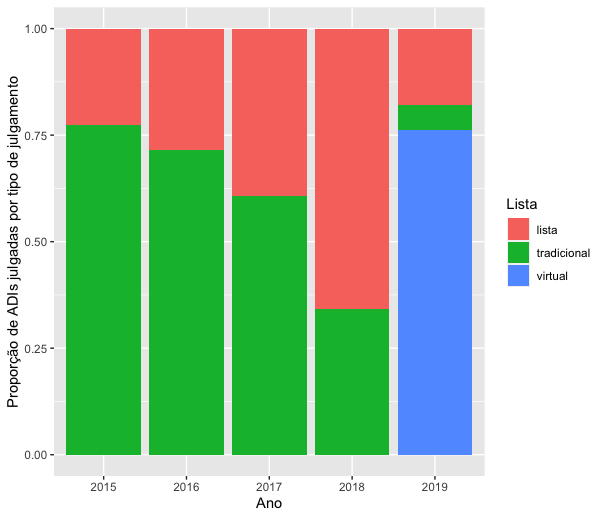 Proporção de ADIs julgadas por tipo de julgamento
1.00
0.75
0.50
0.25
0.00
2015 2016 2017 2018 2019
Ano
Lista
lista
tradicional
virtual